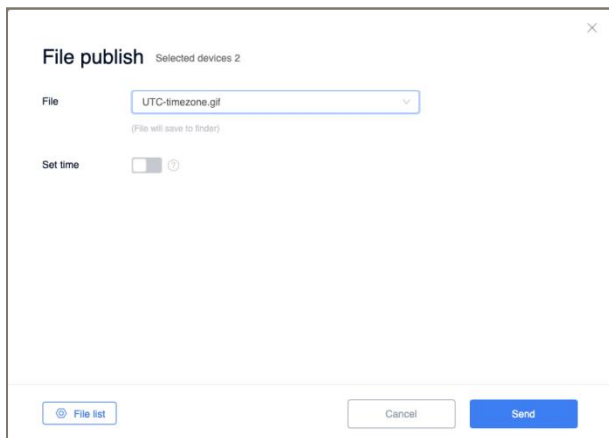 File publish Selected devices 2
File UTC-timezone.gif
(File will save to finder)
Set time
File list Cancel Send